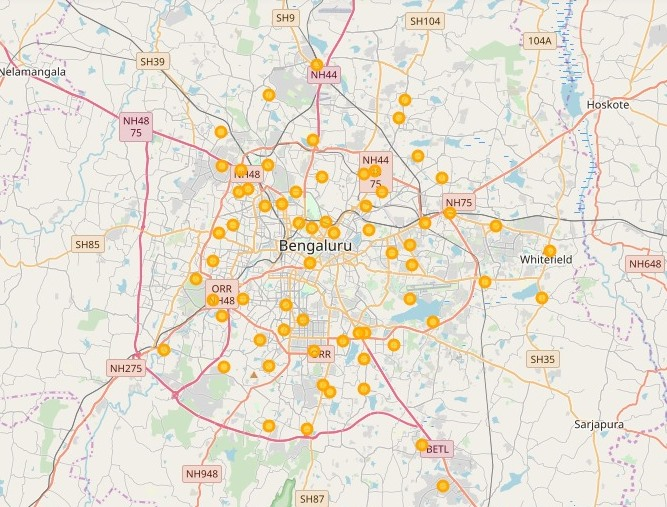 SH9
SH104
104A
SH39
Nelamangala
NH44
Hoskote
NH48
75
NH44
75
NH48
NH75
SH85
Bengaluru
Whitefield
NH648
ORR
NH48
SH35
ORR
NH275
Sarjapura
BETL
NH948
SH87